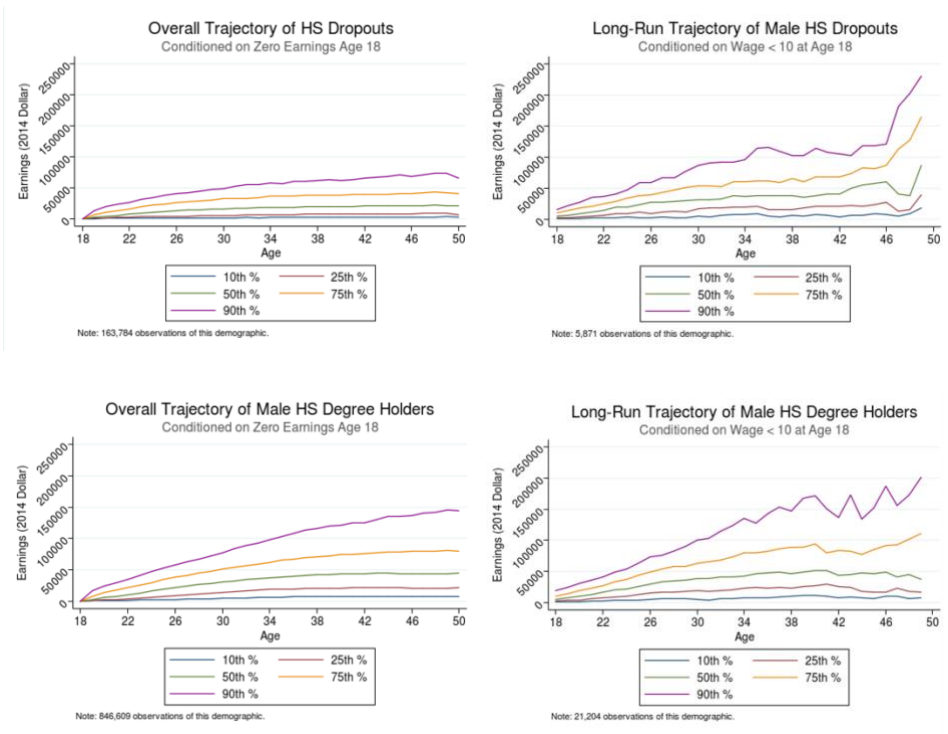 Overall Trajectory of HS Dropouts
Conditioned on Zero Earnings Age 18
Earnings (2014 Dollar)
250000
200000
150000
100000
50000
0
18 22 26 30 34 38 42 46 50
Age
10th % 25th %
50th % 75th %
90th %
Note: 163,784 observations of this demographic.
Long-Run Trajectory of Male HS Dropouts
Conditioned on Wage < 10 at Age 18
Earnings (2014 Dollar)
250000
200000
150000
100000
50000
0
18 22 26 30 34 38 42 46 50
Age
10th % 25th %
50th % 75th %
90th %
Note: 5,871 observations of this demographic.
Overall Trajectory of Male HS Degree Holders
Conditioned on Zero Earnings Age 18
Earnings (2014 Dollar)
250000
200000
150000
100000
50000
0
18 22 26 30 34 38 42 46 50
Age
10th % 25th %
50th % 75th %
90th %
Note: 846,609 observations of this demographic.
Long-Run Trajectory of Male HS Degree Holders
Conditioned on Wage < 10 at Age 18
Earnings (2014 Dollar)
250000
200000
150000
100000
50000
0
18 22 26 30 34 38 42 46 50
Age
10th % 25th %
50th % 75th %
90th %
Note: 21,204 observations of this demographic.